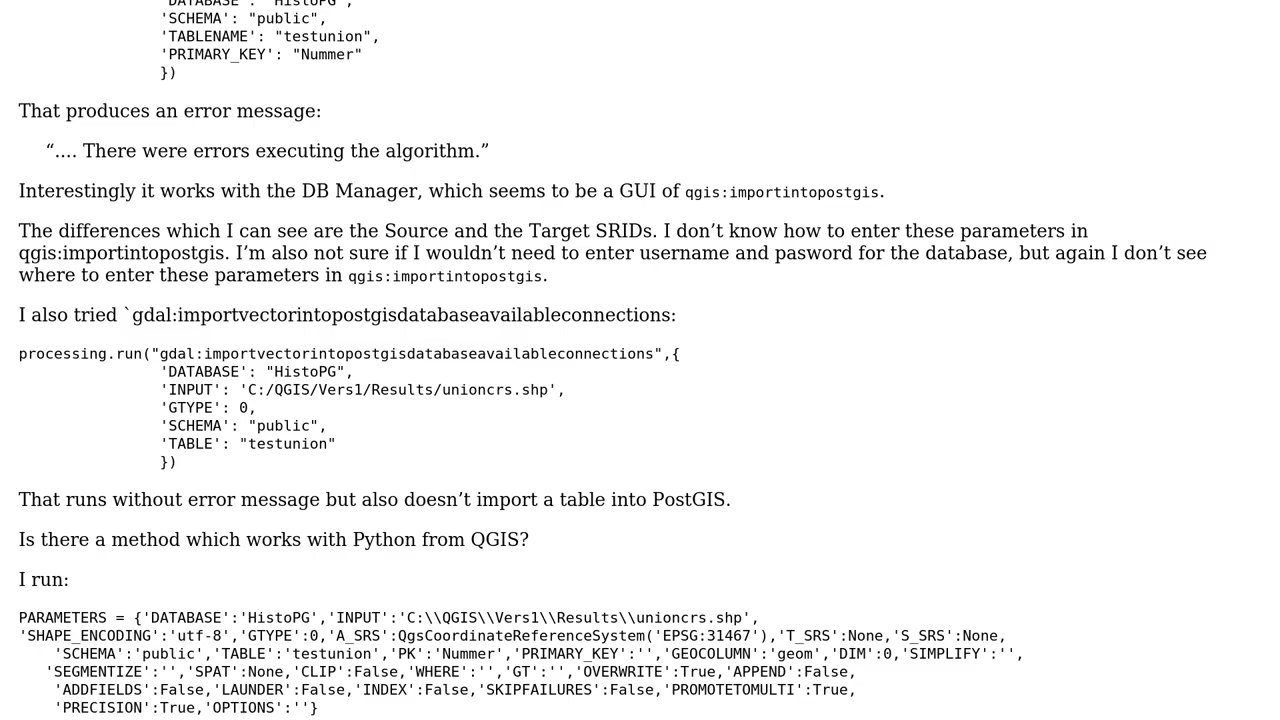 'DATABASE': "HistoPG",
'SCHEMA': "public",
'TABLENAME': "testunion",
'PRIMARY_KEY': "Nummer"
})
That produces an error message:
“.... There were errors executing the algorithm.”
Interestingly it works with the DB Manager, which seems to be a GUI of qgis:importintopostgis.
The differences which I can see are the Source and the Target SRIDs. I don’t know how to enter these parameters in
qgis:importintopostgis. I’m also not sure if I wouldn’t need to enter username and pasword for the database, but again I don’t see
where to enter these parameters in qgis:importintopostgis.
I also tried `gdal:importvectorintopostgisdatabaseavailableconnections:
processing.run("gdal:importvectorintopostgisdatabaseavailableconnections",{
'DATABASE': "HistoPG",
'INPUT': 'C:/QGIS/Vers1/Results/unioncrs.shp',
'GTYPE': 0,
'SCHEMA': "public",
'TABLE': "testunion"
})
That runs without error message but also doesn’t import a table into PostGIS.
Is there a method which works with Python from QGIS?
I run:
PARAMETERS = {'DATABASE':'HistoPG','INPUT':'C:\\QGIS\\Vers1\\Results\\unioncrs.shp',
'SHAPE_ENCODING':'utf-8','GTYPE':0,'A_SRS':QgsCoordinateReferenceSystem('EPSG:31467'),'T_SRS':None,'S_SRS':None,
'SCHEMA':'public','TABLE':'testunion','PK':'Nummer','PRIMARY_KEY':'','GEOCOLUMN':'geom','DIM':0,'SIMPLIFY':'',
'SEGMENTIZE':'','SPAT':None,'CLIP':False,'WHERE':'','GT':'','OVERWRITE':True,'APPEND':False,
'ADDFIELDS':False,'LAUNDER':False,'INDEX':False,'SKIPFAILURES':False,'PROMOTETOMULTI':True,
'PRECISION':True,'OPTIONS':''}